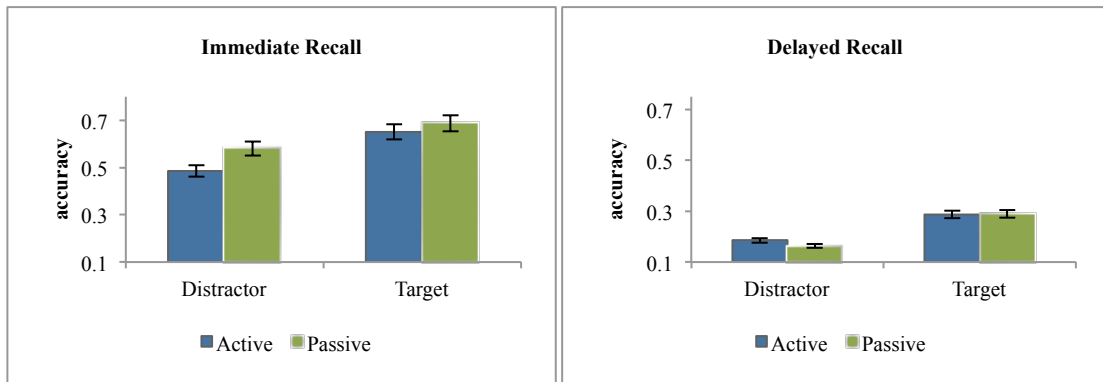 Immediate Recall
accuracy
0.7
0.5
0.3
0.1
Distractor
Target
Active
Passive
Delayed Recall
accuracy
0.7
0.5
0.3
0.1
Distractor
Target
Active
Passive